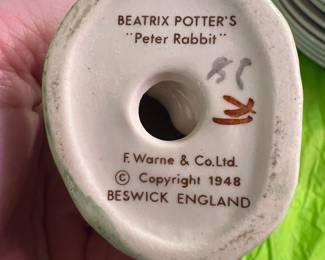 BEATRIX POTTER'S
"Peter Rabbit"
F. Warne & Co.Ltd.
© Copyright 1948
BESWICK ENGLAND